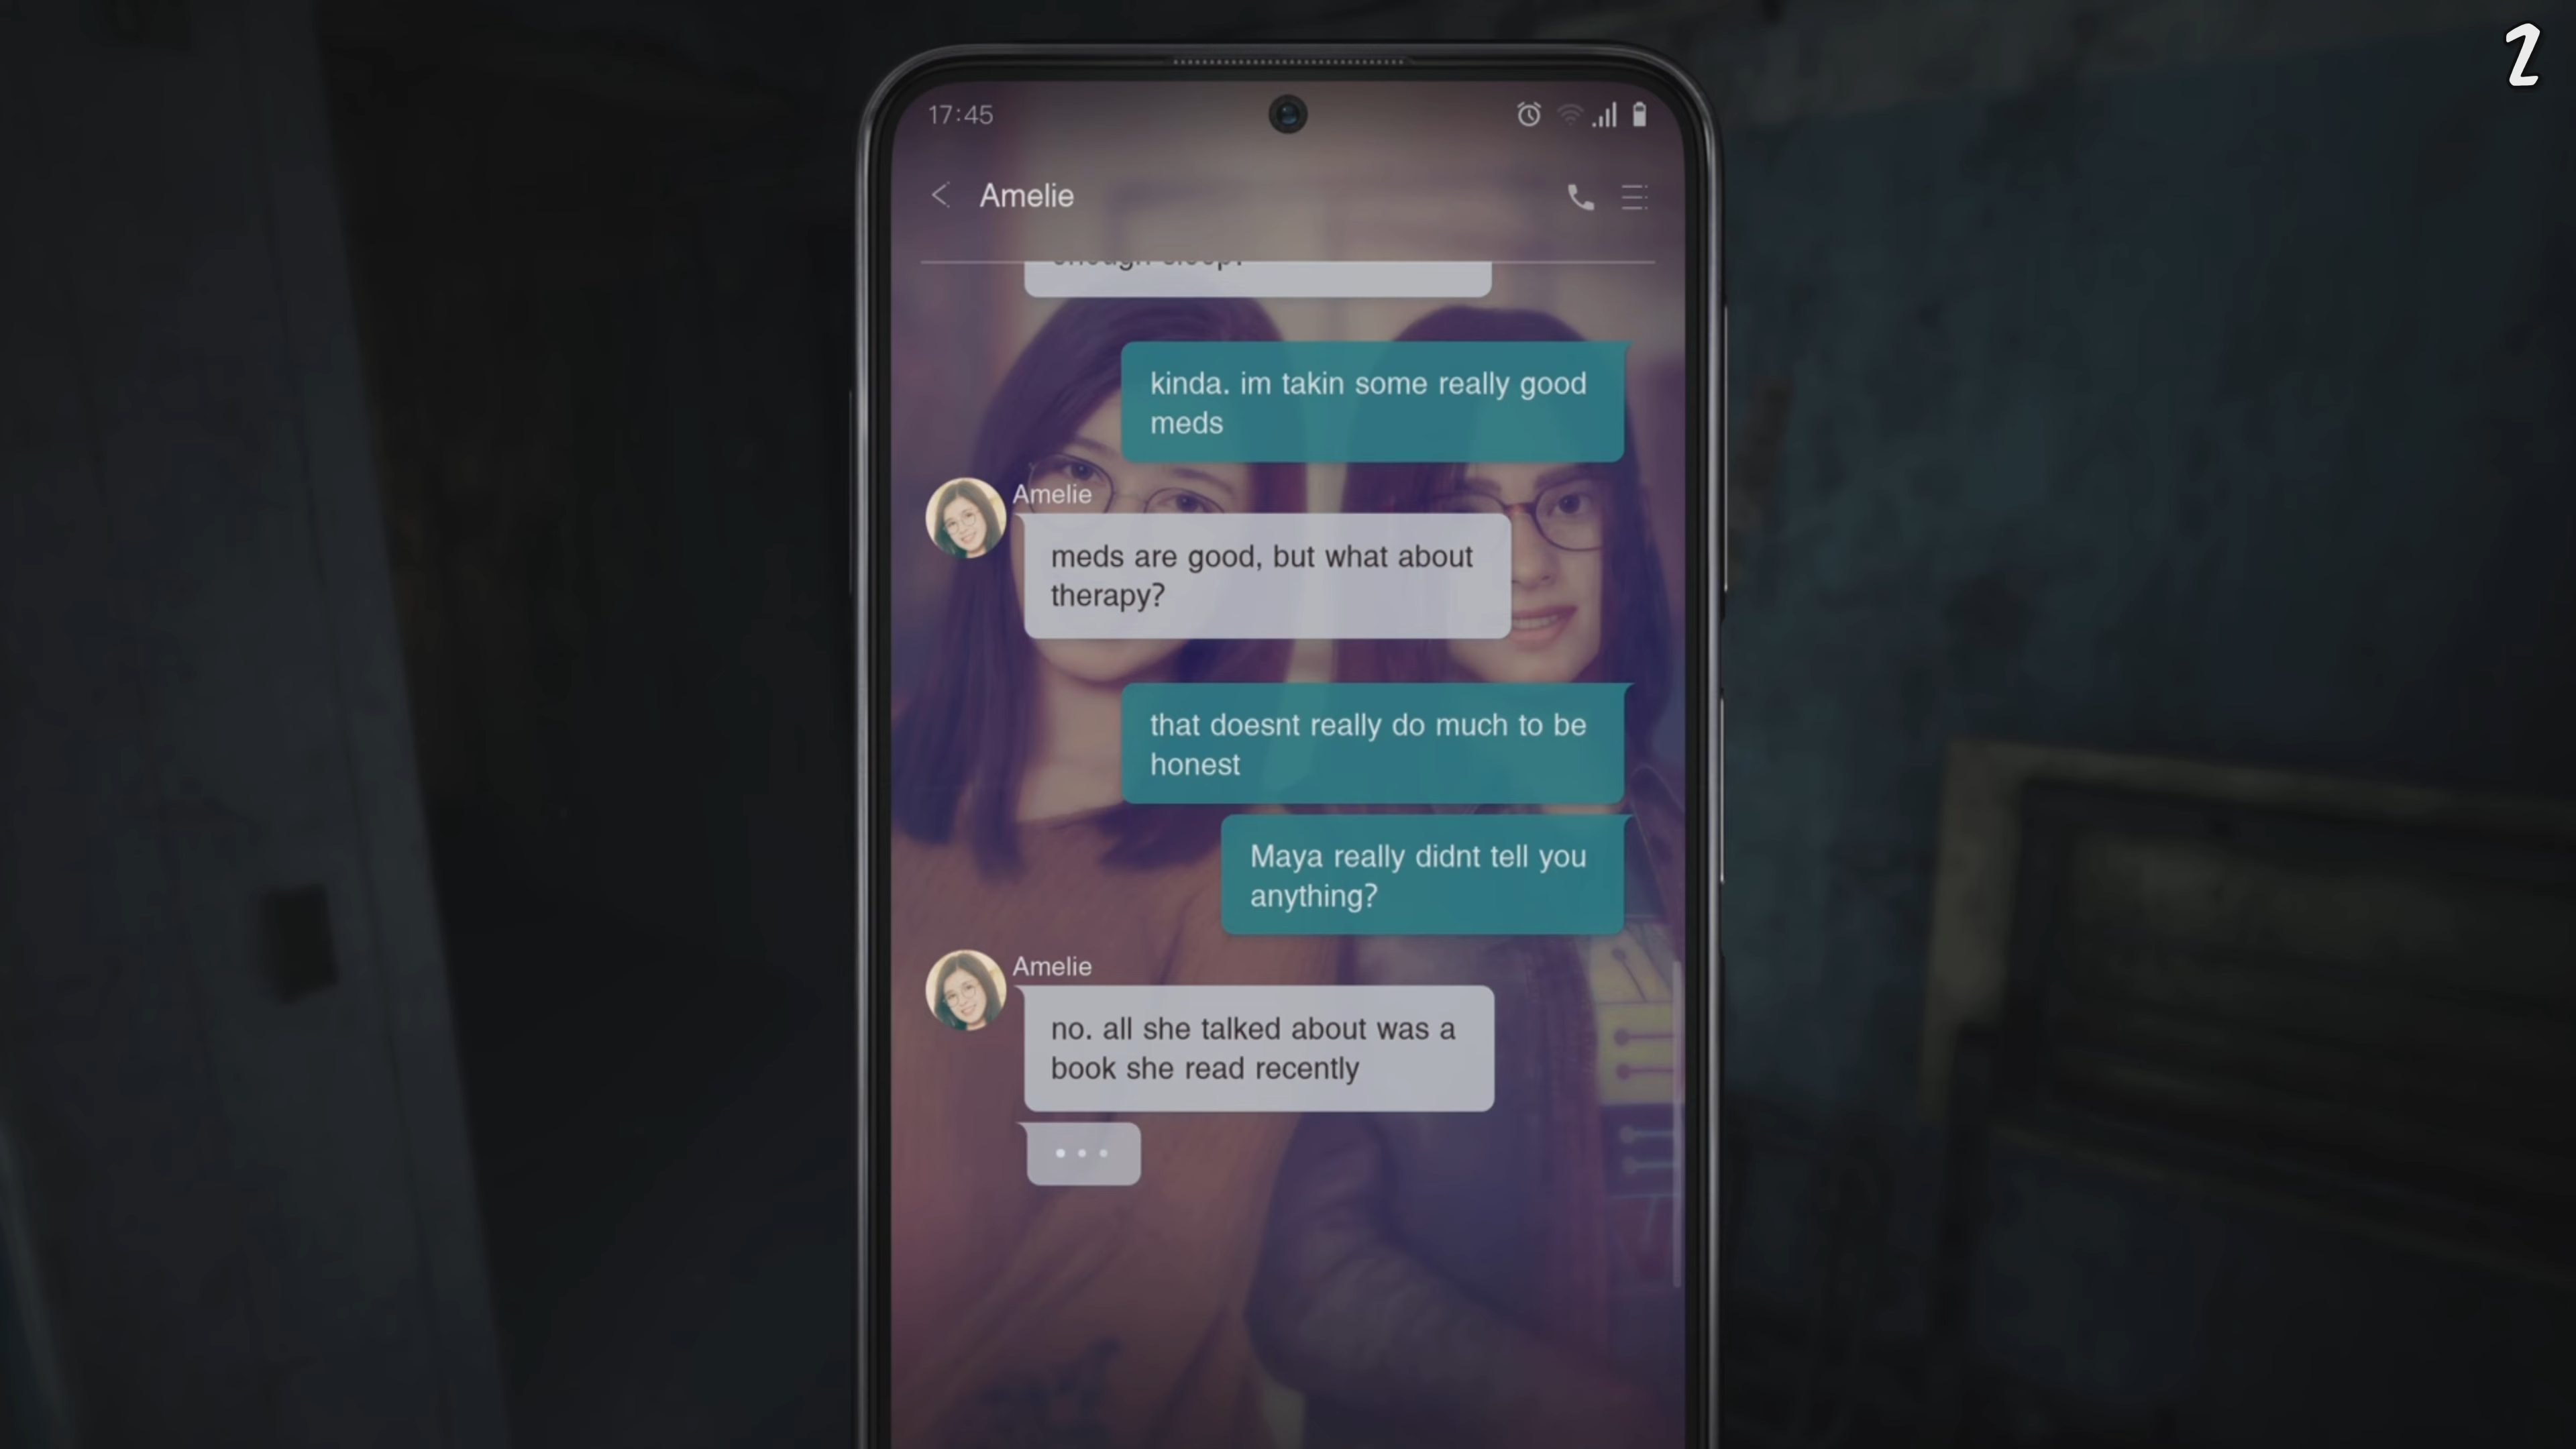 17:45
Amelie
enough sleep?
kinda. im takin some really good
meds
Amelie
meds are good, but what about
therapy?
that doesnt really do much to be
honest
Maya really didnt tell you
anything?
Amelie
no. all she talked about was a
book she read recently